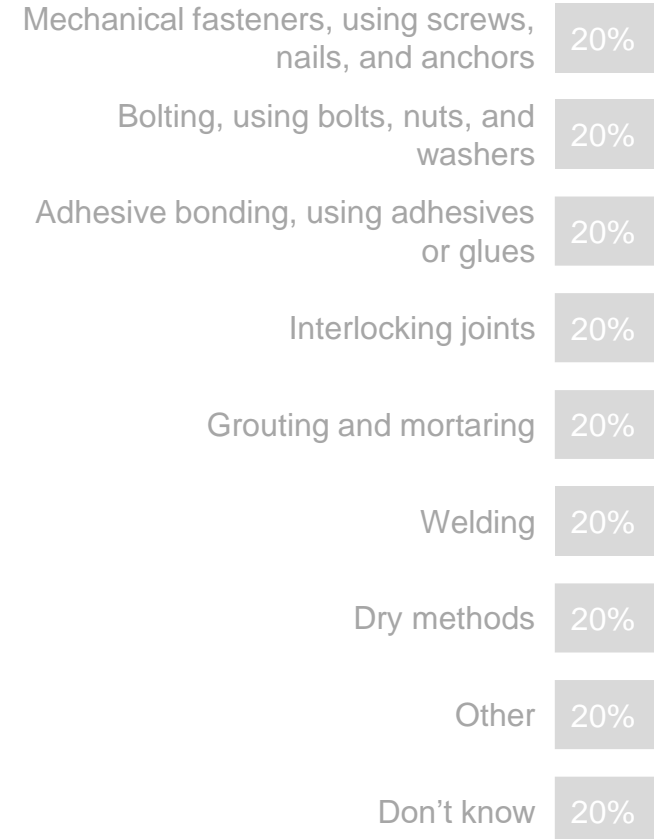 Mechanical fasteners, using screws,
nails, and anchors
20%
Bolting, using bolts, nuts, and
washers
20%
Adhesive bonding, using adhesives
or glues
20%
Interlocking joints
20%
Grouting and mortaring
20%
Welding
20%
Dry methods
20%
Other
20%
Don’t know
20%